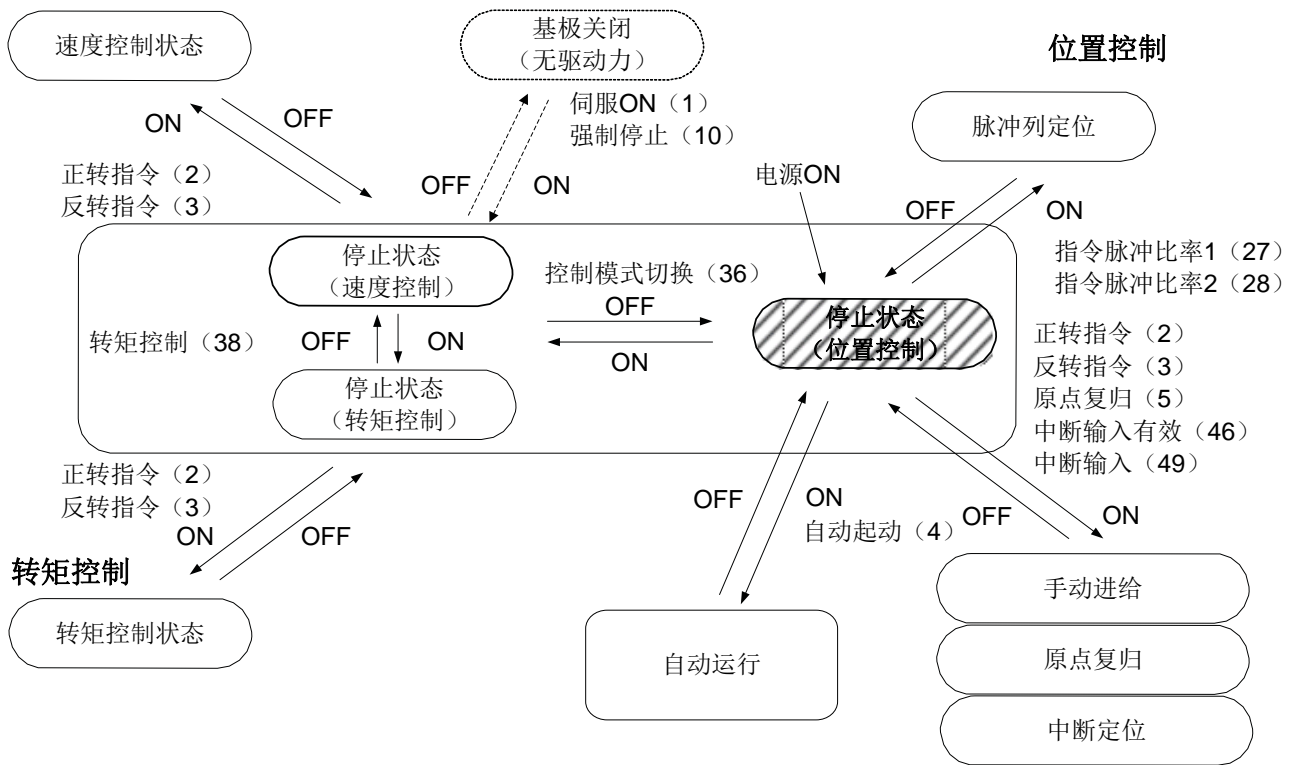 速度控制状态
基极关闭
（无驱动力）
位置控制
ON
OFF
伺服ON（1）
强制停止（10）
脉冲列定位
正转指令（2）
反转指令（3）
OFF
ON
电源ON
OFF
ON
指令脉冲比率1（27）
指令脉冲比率2（28）
停止状态
（速度控制）
控制模式切换（36）
OFF
ON
停止状态
（位置控制）
转矩控制（38）
OFF
ON
停止状态
（转矩控制）
正转指令（2）
反转指令（3）
原点复归（5）
中断输入有效（46）
中断输入（49）
正转指令（2）
反转指令（3）
ON
OFF
OFF
ON
自动起动（4）
OFF
ON
转矩控制
转矩控制状态
自动运行
手动进给
原点复归
中断定位